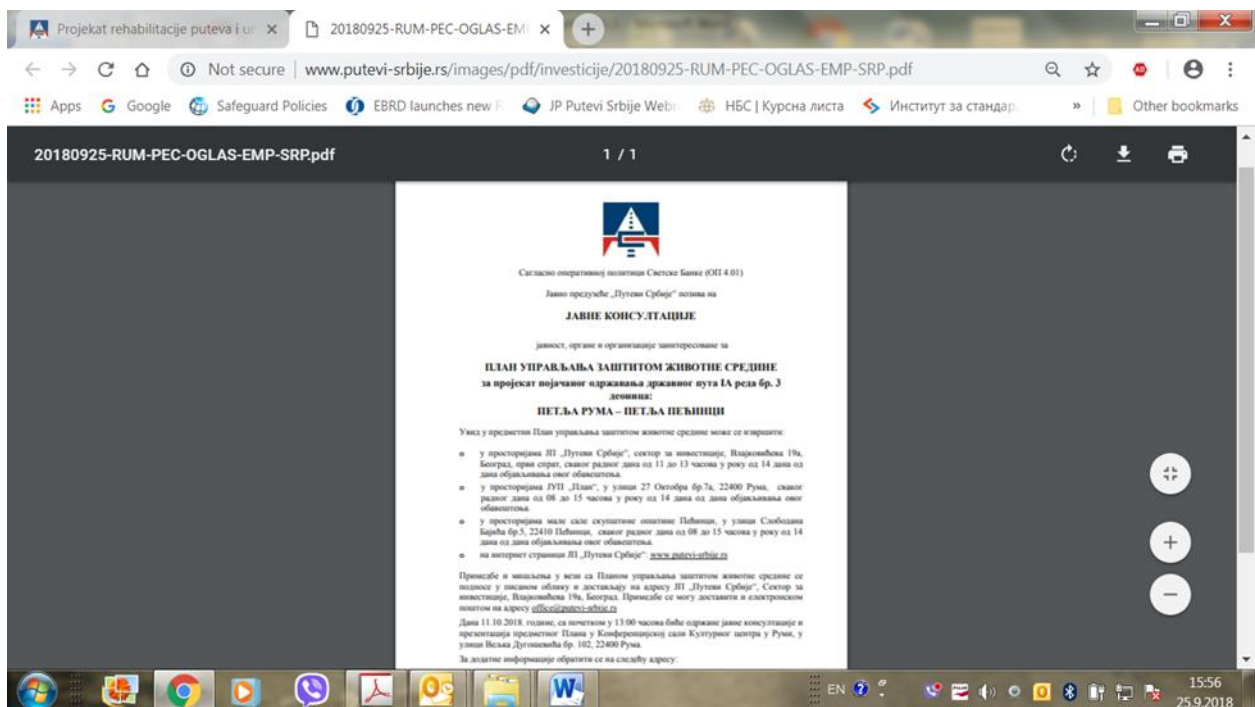 Projekat rehabilitacije puteva i ur
20180925-RUM-PEC-OGLAS-EM
Not secure | www.putevi-srbije.rs/images/pdf/investicije/20180925-RUM-PEC-OGLAS-EMP-SRP.pdf
Apps Google Safeguard Policies EBRD launches new JP Putevi Srbije Web НБС | Курсна листа Институт за стандар » Other bookmarks
20180925-RUM-PEC-OGLAS-EMP-SRP.pdf 1 / 1
Сагласно оперативној политици Светске Банке (ОП 4.01)
Јавно предузеће „Путеви Србије" позива на
ЈАВНЕ КОНСУЛТАЦИЈЕ
јавност, органе и организације заинтересоване за
ПЛАН УПРАВЉАЊА ЗАШТИТОМ ЖИВОТНЕ СРЕДИНЕ
за пројекат појачаног одржавања државног пута IА реда бр. 3
деоница:
ПЕТЉА РУМА – ПЕТЉА ПЕЋИНЦИ
Увид у предметни План управљања заштитом животне средине може се извршити:
o у просторијама ЈП „Путеви Србије", сектор за инвестиције, Влајковићева 19а,
Београд, први спрат, сваког радног дана од 11 до 13 часова у року од 14 дана од
дана објављивања овог обавештења.
o у просторијама ЈУП „План", у улици 27 Октобра бр.7а, 22400 Рума, сваког
радног дана од 08 до 15 часова у року од 14 дана од дана објављивања овог
обавештења.
o у просторијама мале сале скупштине општине Пећинци, у улици Слободана
Бајића бр.5, 22410 Пећинци, сваког радног дана од 08 до 15 часова у року од 14
дана од дана објављивања овог обавештења.
o на интернет страници ЈП „Путеви Србије": www.putevi-srbije.rs
Примедбе и мишљења у вези са Планом управљања заштитом животне средине се
подносе у писаном облику и достављају на адресу ЈП „Путеви Србије", Сектор за
инвестиције, Влајковићева 19а, Београд. Примедбе се могу доставити и електронском
поштом на адресу office@putevi-srbije.rs
Дана 11.10.2018. године, са почетком у 13:00 часова биће одржане јавне консултације и
презентација предметног Плана у Конференцијској сали Културног центра у Руми, у
улици Вељка Дугошевића бр. 102, 22400 Рума.
За додатне информације обратити се на следећу адресу:
EN
15:56
25.9.2018